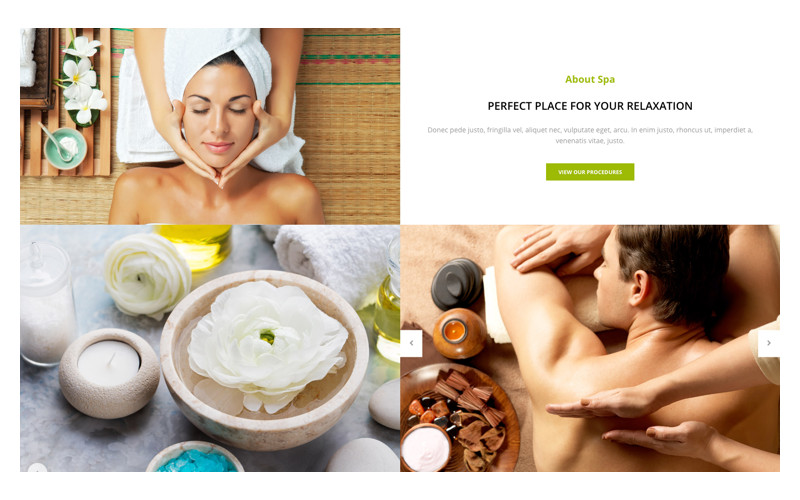 About Spa
PERFECT PLACE FOR YOUR RELAXATION
Donec pede justo, fringilla vel, aliquet nec, vulputate eget, arcu. In enim justo, rhoncus ut, imperdiet a,
venenatis vitae, justo.
VIEW OUR PROCEDURES